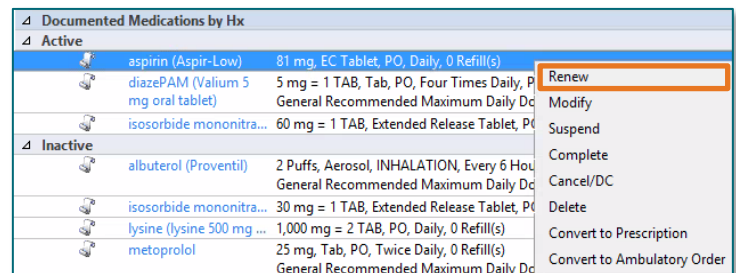 Documented Medications by Hx
Active
aspirin (Aspir-Low) 81 mg, EC Tablet, PO, Daily, 0 Refill(s)
diazePAM (Valium 5 5 mg = 1 TAB, Tab, PO, Four Times Daily, P
mg oral tablet) General Recommended Maximum Daily Do
isosorbide mononitra... 60 mg = 1 TAB, Extended Release Tablet, PO
Inactive
albuterol (Proventil) 2 Puffs, Aerosol, INHALATION, Every 6 Hou
General Recommended Maximum Daily Do
isosorbide mononitra... 30 mg = 1 TAB, Extended Release Tablet, PO
lysine (lysine 500 mg ... 1,000 mg = 2 TAB, PO, Daily, 0 Refill(s)
metoprolol 25 mg, Tab, PO, Twice Daily, 0 Refill(s)
General Recommended Maximum Daily Do
Renew
Modify
Suspend
Complete
Cancel/DC
Delete
Convert to Prescription
Convert to Ambulatory Order